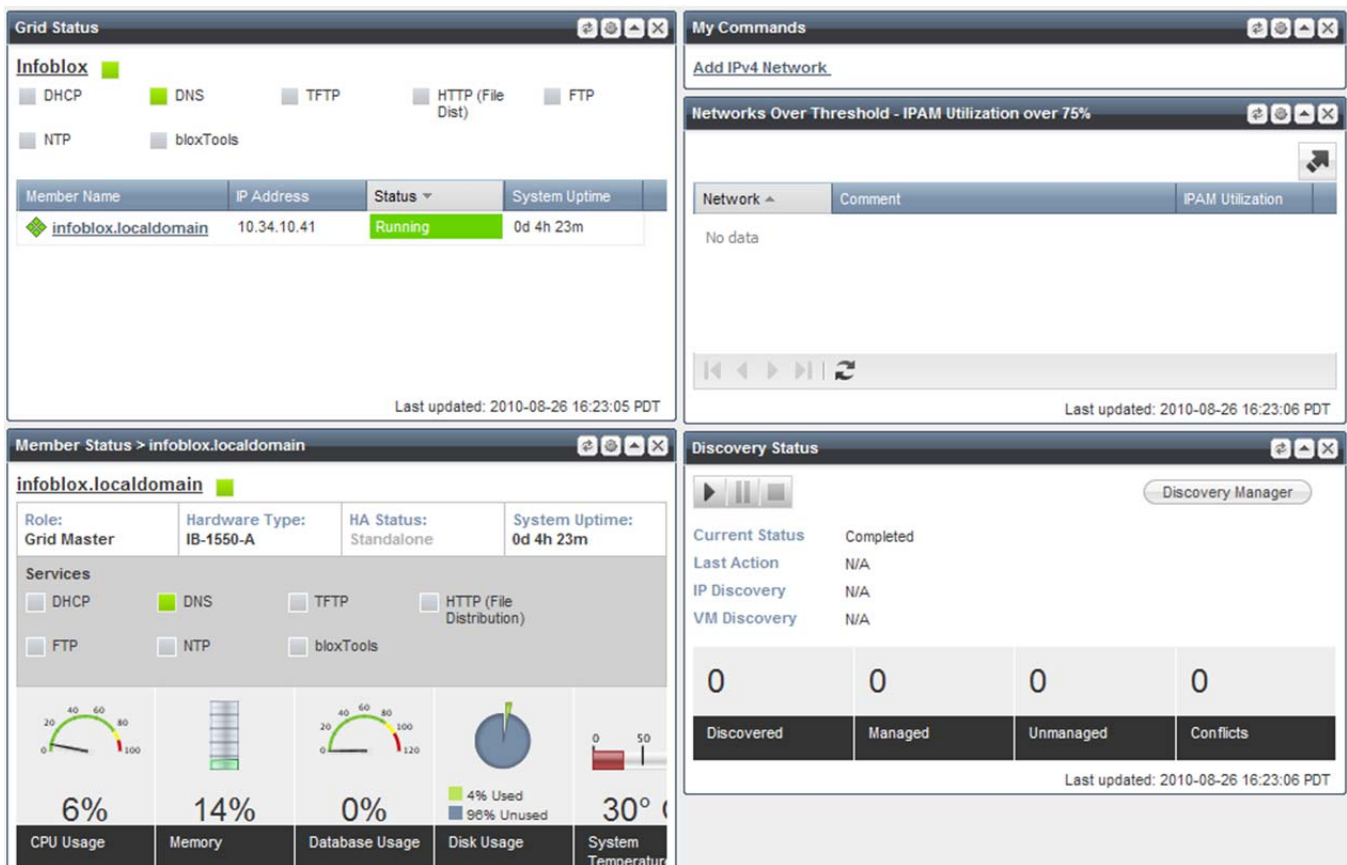 Grid Status
Infoblox
DHCP DNS TFTP HTTP (File Dist) FTP
NTP bloxTools
Member Name IP Address Status System Uptime
infoblox.localdomain 10.34.10.41 Running 0d 4h 23m
Last updated: 2010-08-26 16:23:05 PDT
My Commands
Add IPv4 Network
Networks Over Threshold - IPAM Utilization over 75%
Network Comment IPAM Utilization
No data
Last updated: 2010-08-26 16:23:06 PDT
Member Status > infoblox.localdomain
infoblox.localdomain
Role: Hardware Type: HA Status: System Uptime:
Grid Master IB-1550-A Standalone 0d 4h 23m
Services
DHCP DNS TFTP HTTP (File
Distribution)
FTP NTP bloxTools
0 20 40 60 80 100
0 20 40 60 80 100 120
0 50
4% Used
96% Unused
6% 14% 0% 30°
CPU Usage Memory Database Usage Disk Usage System
Temperature
Discovery Status
Discovery Manager
Current Status Completed
Last Action N/A
IP Discovery N/A
VM Discovery N/A
0 0 0 0
Discovered Managed Unmanaged Conflicts
Last updated: 2010-08-26 16:23:06 PDT